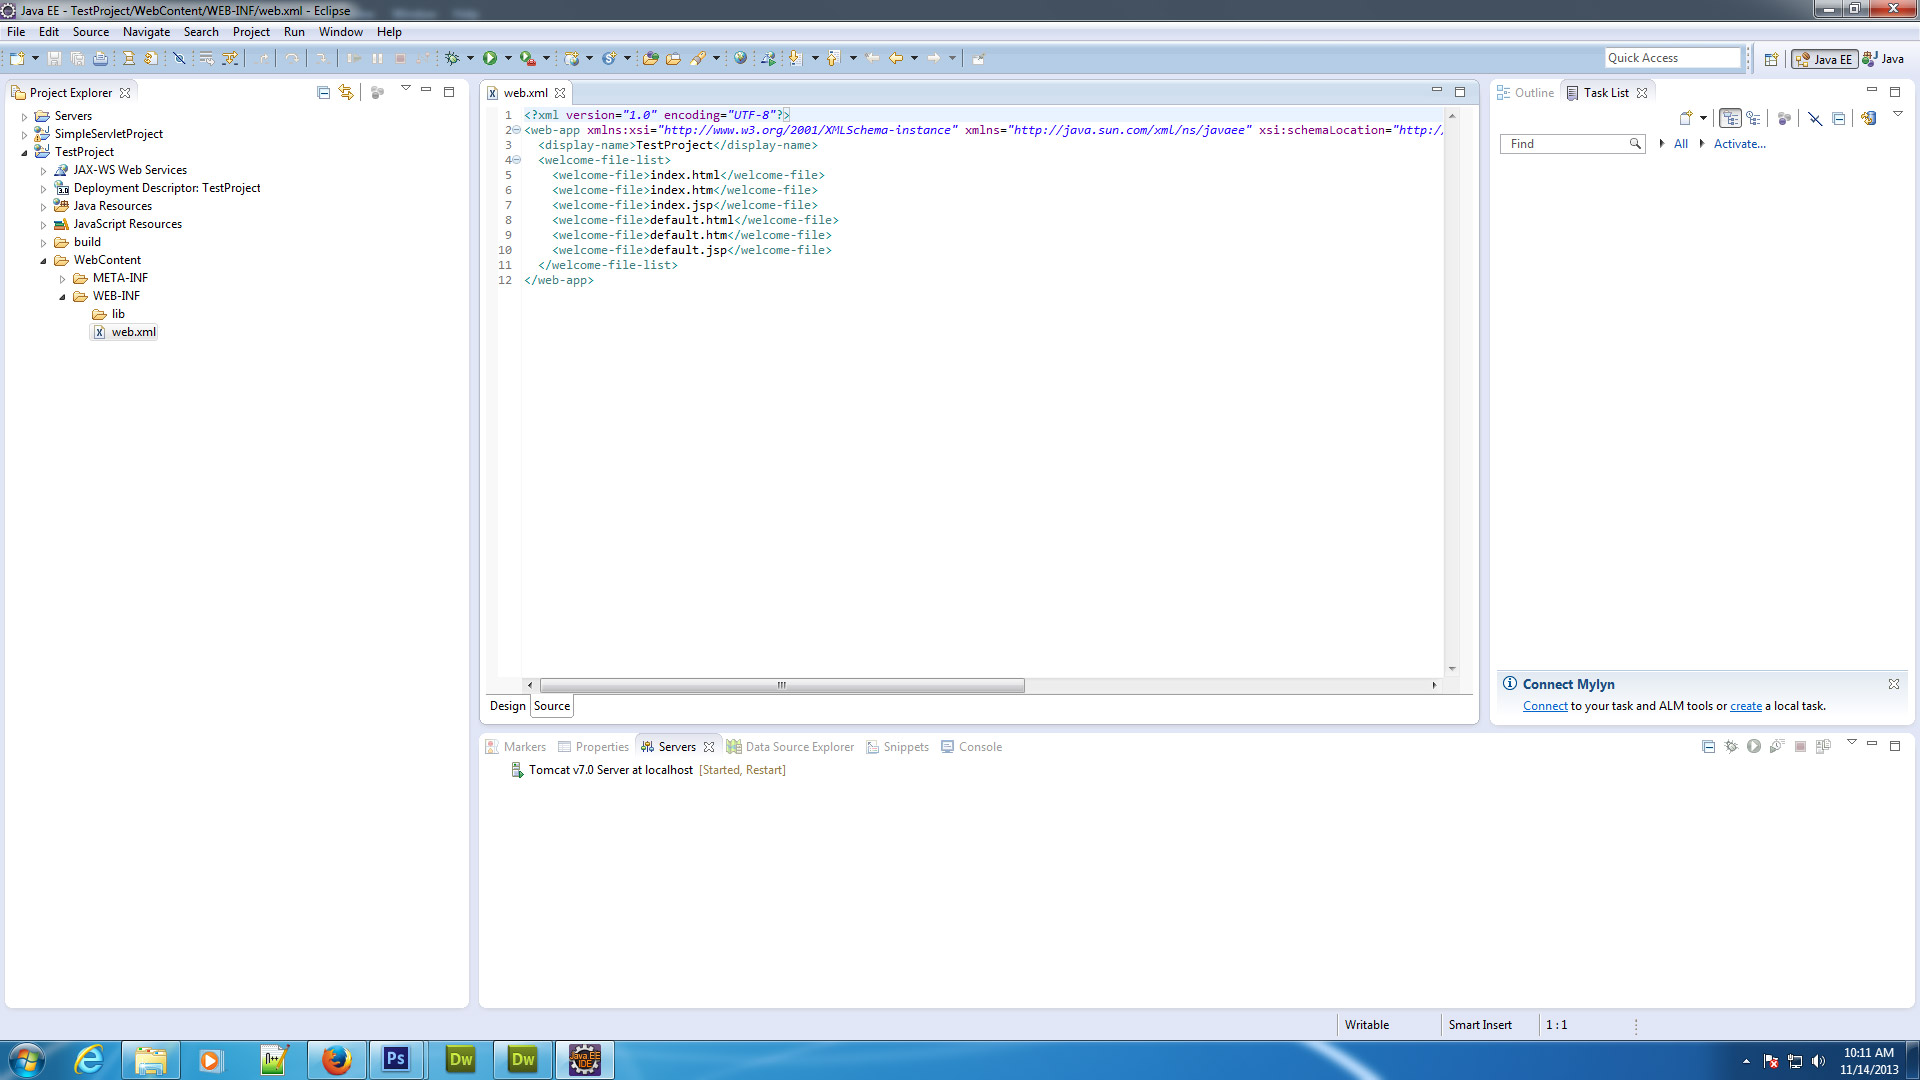 Java EE - TestProject/WebContent/WEB-INF/web.xml - Eclipse
File Edit Source Navigate Search Project Run Window Help
Quick Access
Java EE
Java
Project Explorer
Servers
SimpleServletProject
TestProject
JAX-WS Web Services
Deployment Descriptor: TestProject
Java Resources
JavaScript Resources
build
WebContent
META-INF
WEB-INF
lib
web.xml
web.xml
1 <?xml version="1.0" encoding="UTF-8"?>
2 <web-app xmlns:xsi="http://www.w3.org/2001/XMLSchema-instance" xmlns="http://java.sun.com/xml/ns/javaee" xsi:schemaLocation="http:/
3 <display-name>TestProject</display-name>
4 <welcome-file-list>
5 <welcome-file>index.html</welcome-file>
6 <welcome-file>index.htm</welcome-file>
7 <welcome-file>index.jsp</welcome-file>
8 <welcome-file>default.html</welcome-file>
9 <welcome-file>default.htm</welcome-file>
10 <welcome-file>default.jsp</welcome-file>
11 </welcome-file-list>
12 </web-app>
Design Source
Outline Task List
Find
All
Activate...
Connect Mylyn
Connect to your task and ALM tools or create a local task.
Markers Properties Servers Data Source Explorer Snippets Console
Tomcat v7.0 Server at localhost [Started, Restart]
Writable
Smart Insert
1 : 1
Ps
Dw
Dw
Java EE
IDE
10:11 AM
11/14/2013